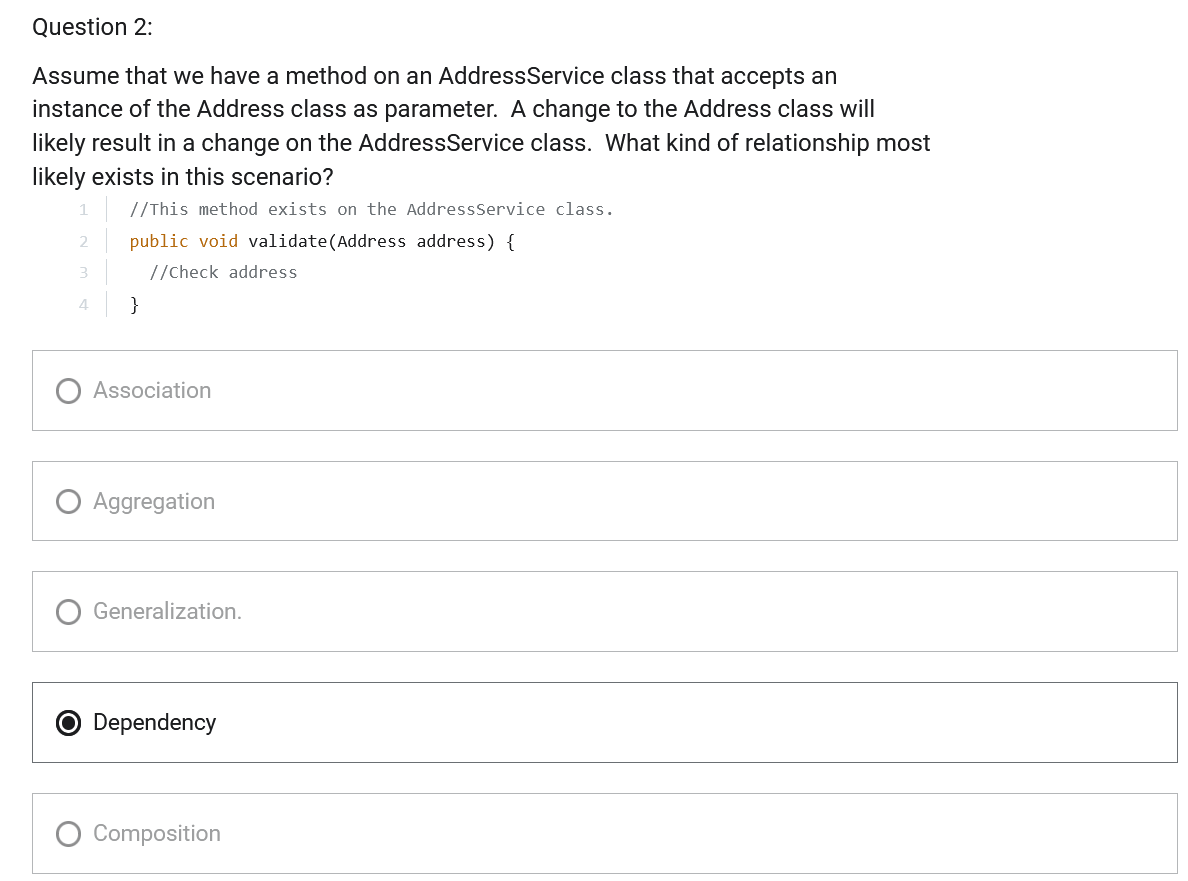 Question 2:
Assume that we have a method on an AddressService class that accepts an
instance of the Address class as parameter.  A change to the Address class will
likely result in a change on the AddressService class.  What kind of relationship most
likely exists in this scenario?
1 //This method exists on the AddressService class.
2 public void validate(Address address) {
3   //Check address
4 }
Association
Aggregation
Generalization.
Dependency
Composition